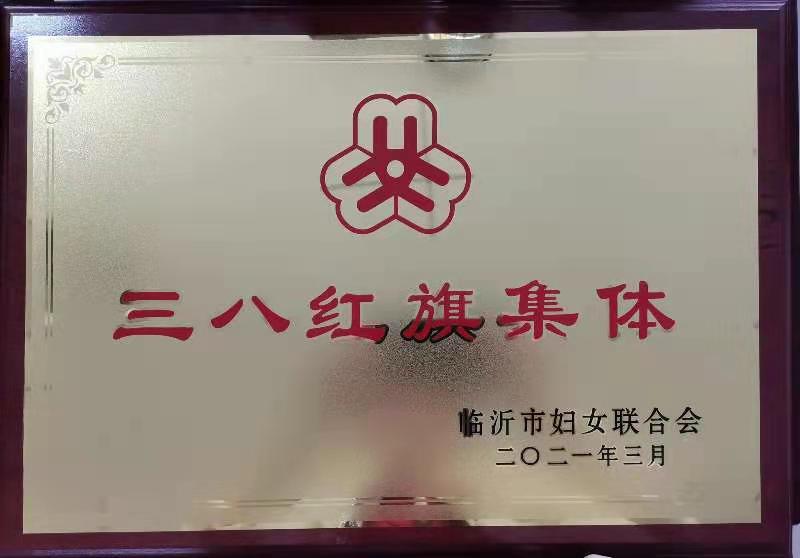 三八红旗集体
临沂市妇女联合会
二〇二一年三月